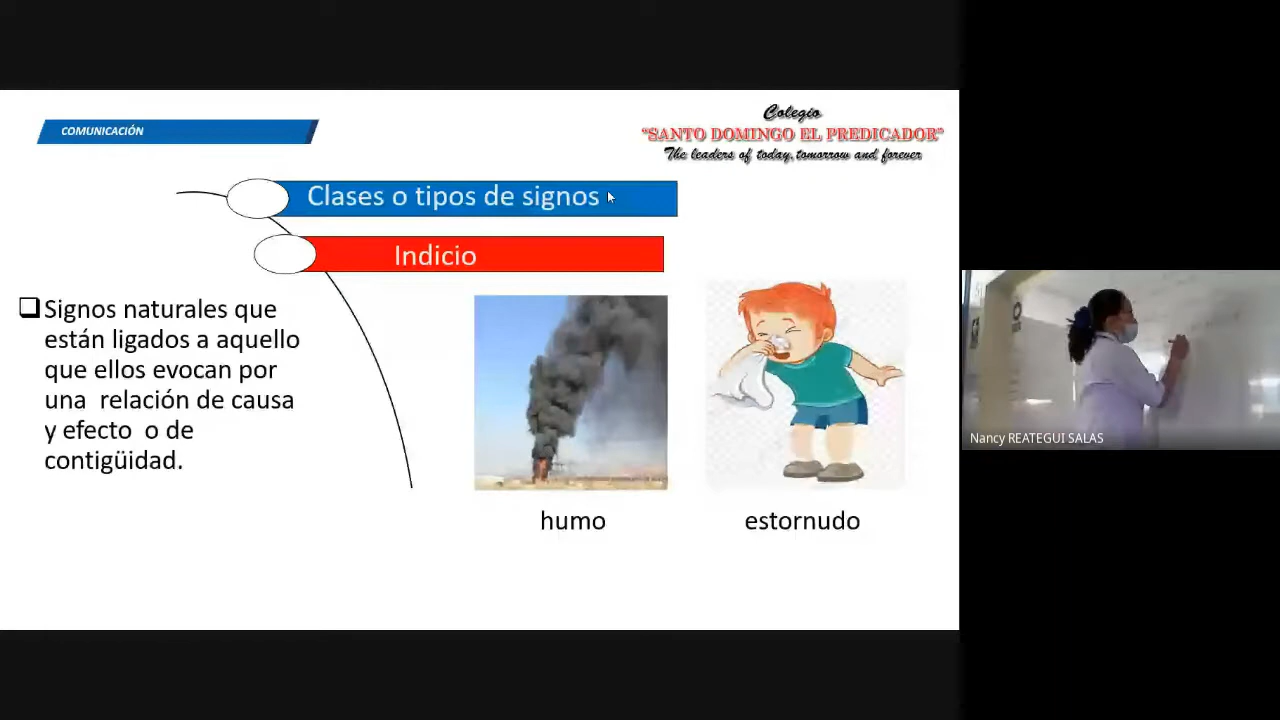 COMUNICACIÓN
Colegio
"SANTO DOMINGO EL PREDICADOR"
The leaders of today, tomorrow and forever
Clases o tipos de signos
Indicio
Signos naturales que
están ligados a aquello
que ellos evocan por
una relación de causa
y efecto o de
contigüidad.
humo
estornudo
Nancy REATEGUI SALAS